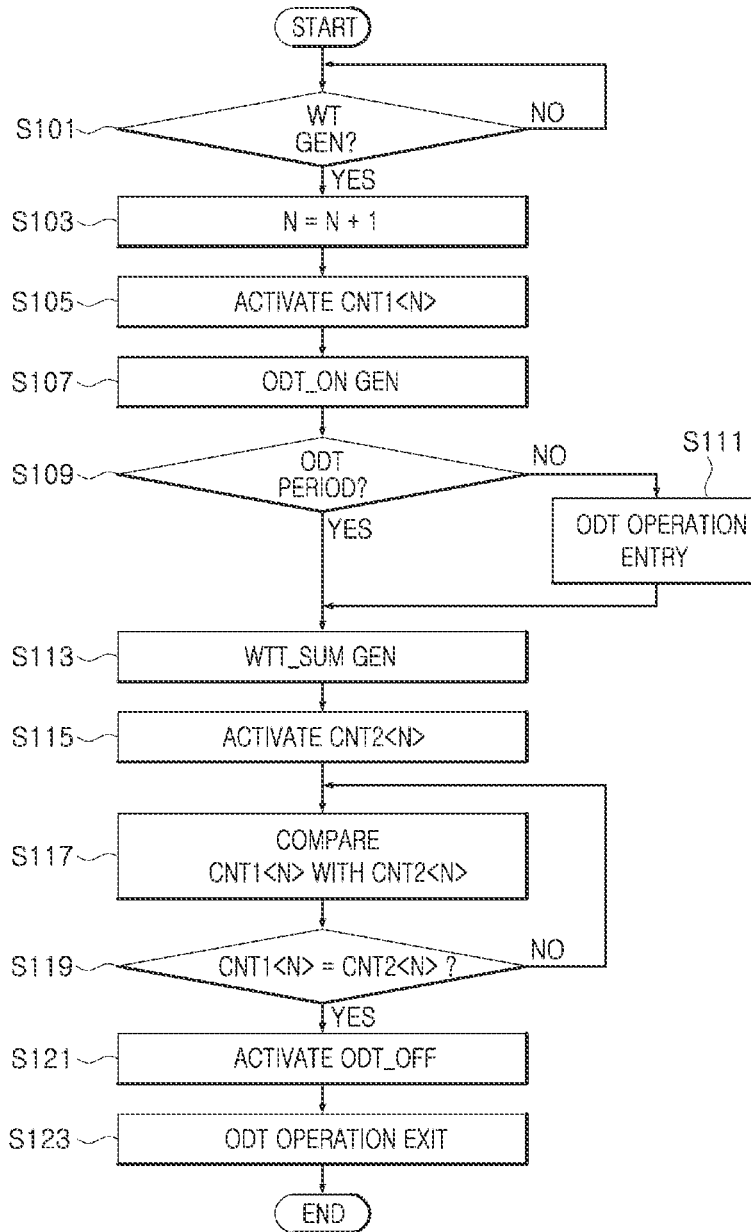 START
S101
WT
GEN?
NO
YES
S103
N = N + 1
S105
ACTIVATE CNT1<N>
S107
ODT_ON GEN
S109
ODT
PERIOD?
NO
YES
S111
ODT OPERATION
ENTRY
S113
WTT_SUM GEN
S115
ACTIVATE CNT2<N>
S117
COMPARE
CNT1<N> WITH CNT2<N>
S119
CNT1<N> = CNT2<N> ?
NO
YES
S121
ACTIVATE ODT_OFF
S123
ODT OPERATION EXIT
END